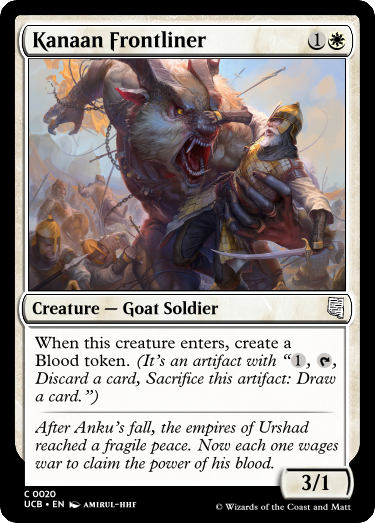 Kanaan Frontliner 1
Creature — Goat Soldier
When this creature enters, create a
Blood token. (It's an artifact with “1, ,
Discard a card, Sacrifice this artifact: Draw
a card.”)
After Anku's fall, the empires of Urshad
reached a fragile peace. Now each one wages
war to claim the power of his blood.
3/1
C 0020
UCB • EN AMIRUL-HHF
© Wizards of the Coast and Matt